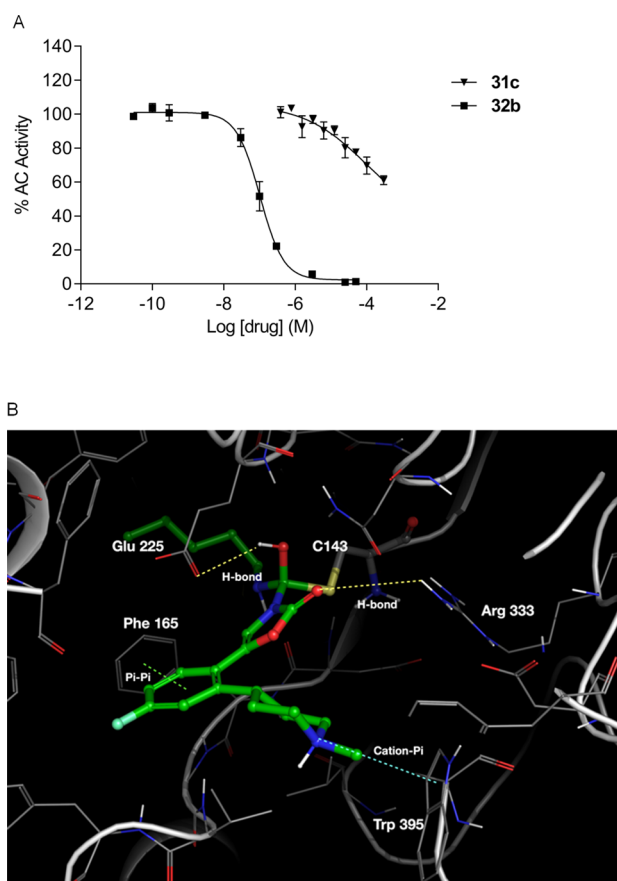 A
140
120
100
80
60
40
20
0
% AC Activity
-12 -10 -8 -6 -4 -2
Log [drug] (M)
31c
32b
B
Glu 225
C143
H-bond
H-bond
Arg 333
Phe 165
Pi-Pi
Cation-Pi
Trp 395